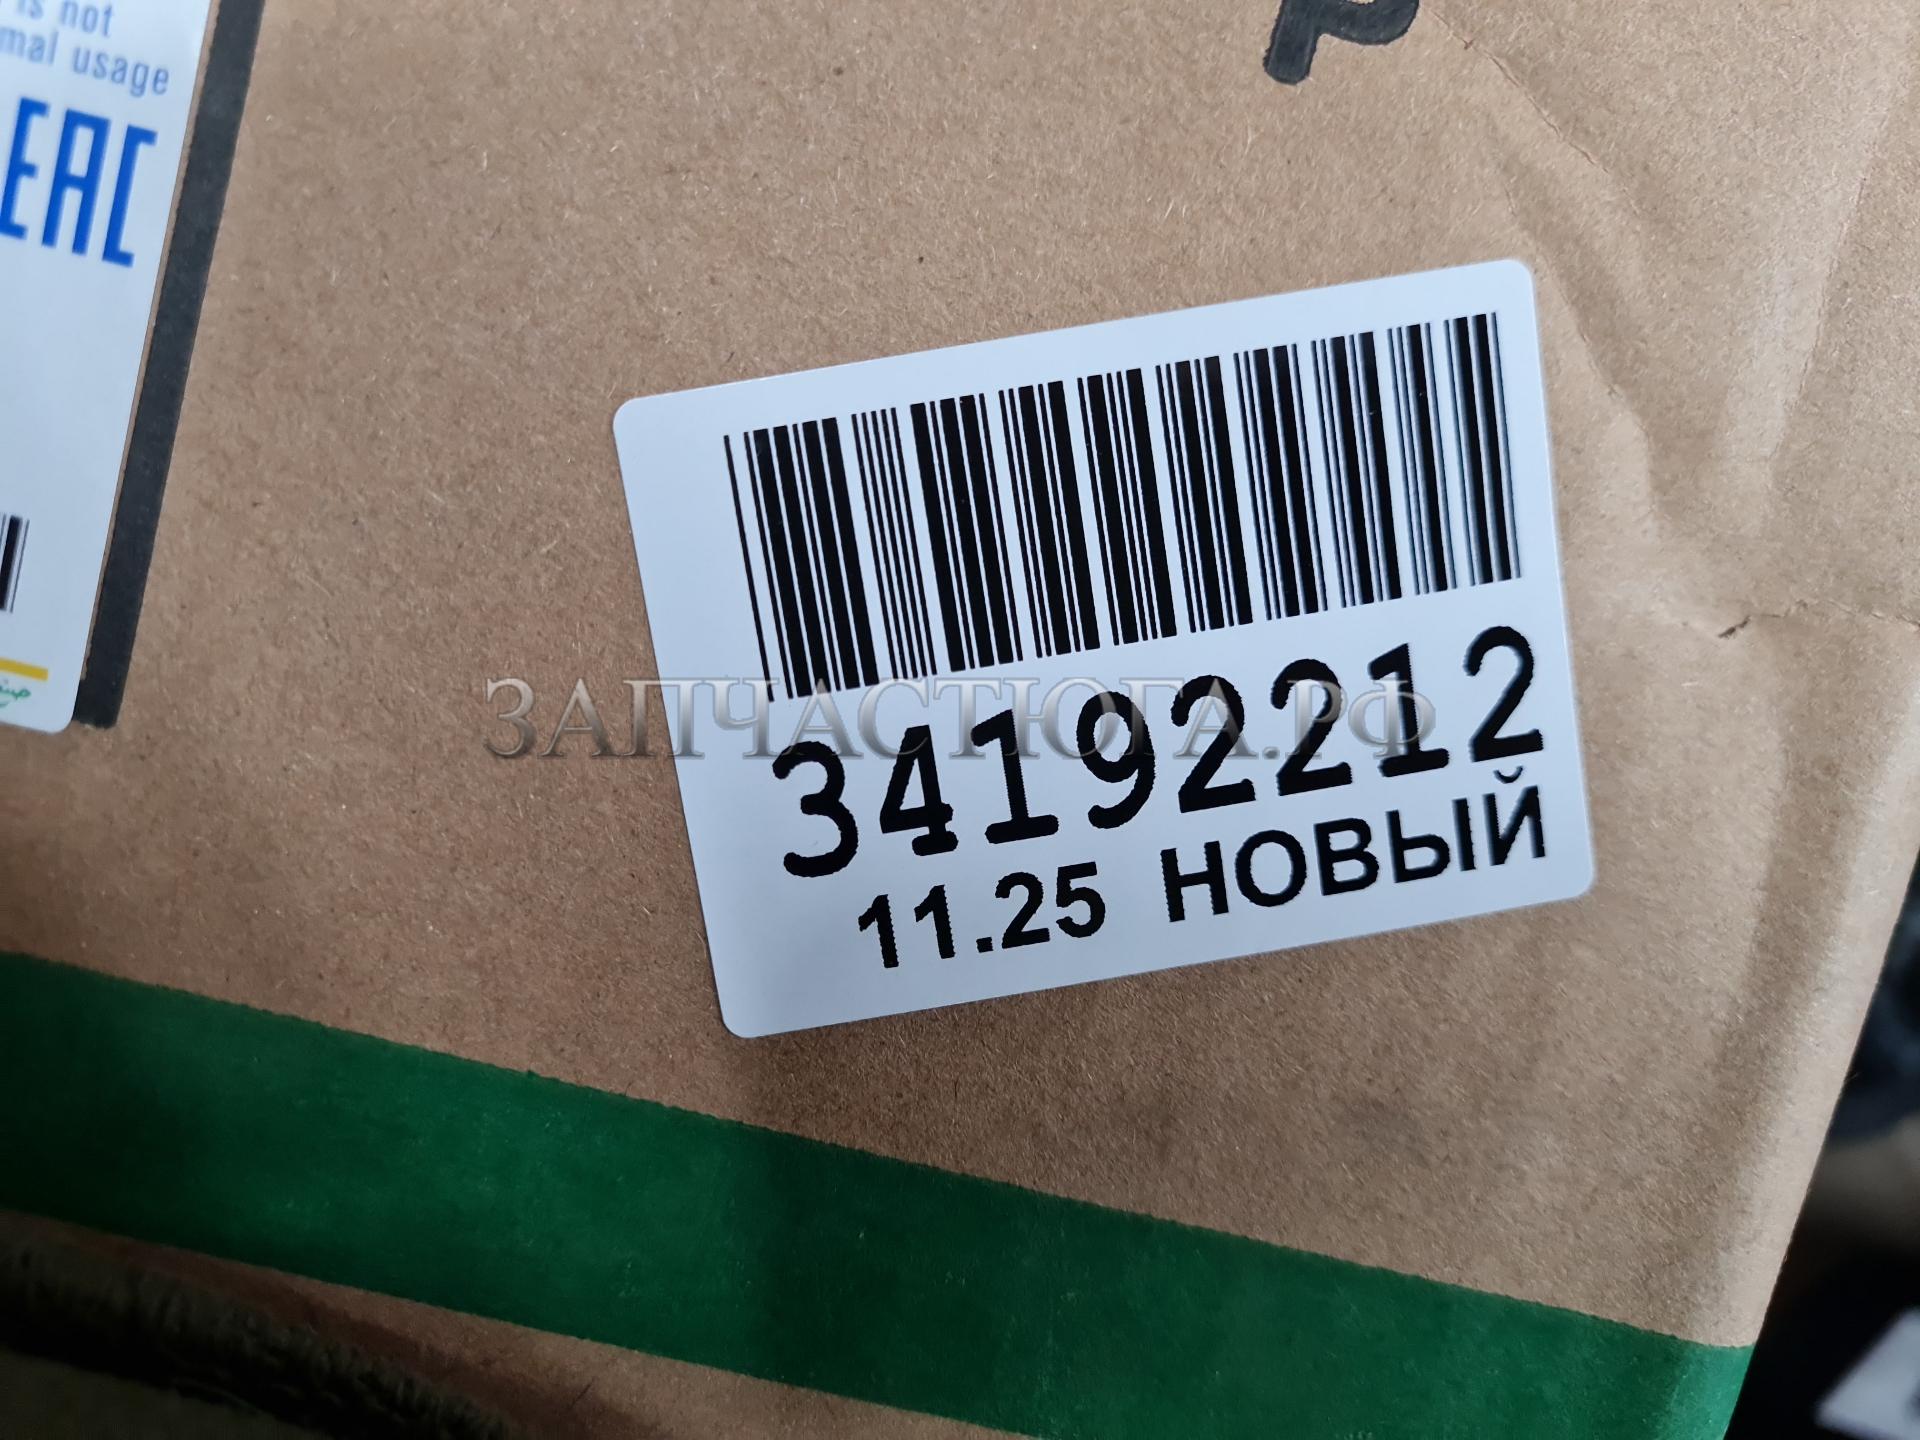 is not
mal usage
EAC
34192212
11.25 НОВЫЙ
ЗАПЧАСТЮГА.РФ